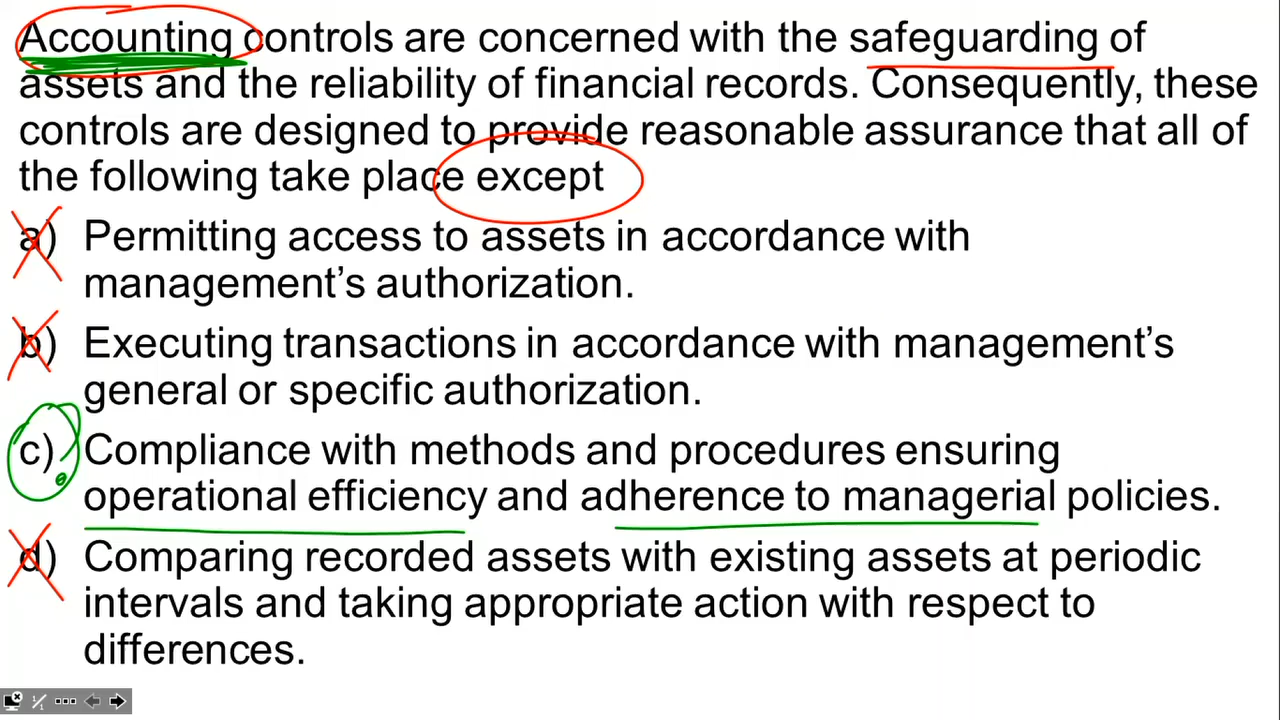 Accounting controls are concerned with the safeguarding of
assets and the reliability of financial records. Consequently, these
controls are designed to provide reasonable assurance that all of
the following take place except
a) Permitting access to assets in accordance with
management’s authorization.
b) Executing transactions in accordance with management’s
general or specific authorization.
c) Compliance with methods and procedures ensuring
operational efficiency and adherence to managerial policies.
d) Comparing recorded assets with existing assets at periodic
intervals and taking appropriate action with respect to
differences.